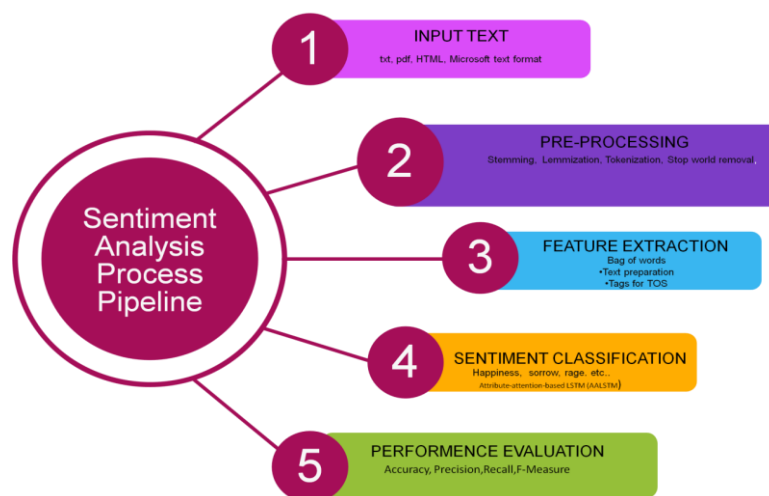 Sentiment
Analysis
Process
Pipeline
1
INPUT TEXT
txt, pdf, HTML, Microsoft text format
2
PRE-PROCESSING
Stemming, Lemmization, Tokenization, Stop world removal,
3
FEATURE EXTRACTION
Bag of words
•Text preparation
•Tags for TOS
4
SENTIMENT CLASSIFICATION
Happiness, sorrow, rage. etc..
Attribute-attention-based LSTM (AALSTM)
5
PERFORMENCE EVALUATION
Accuracy, Precision,Recall,F-Measure